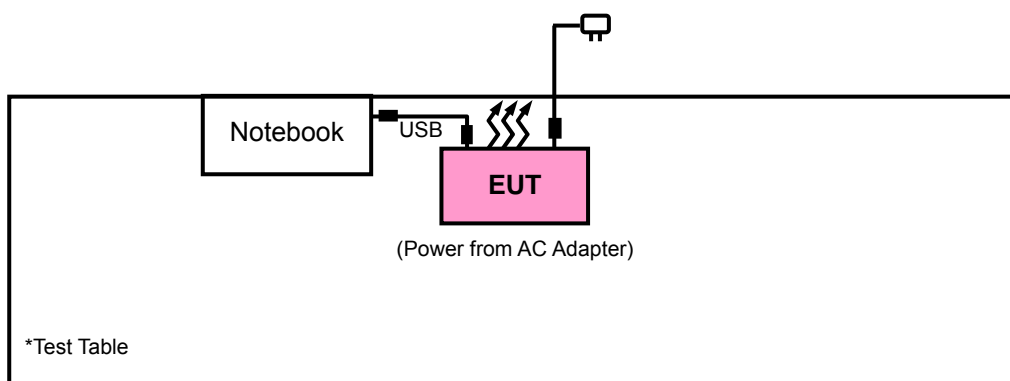 Notebook
USB
EUT
(Power from AC Adapter)
*Test Table